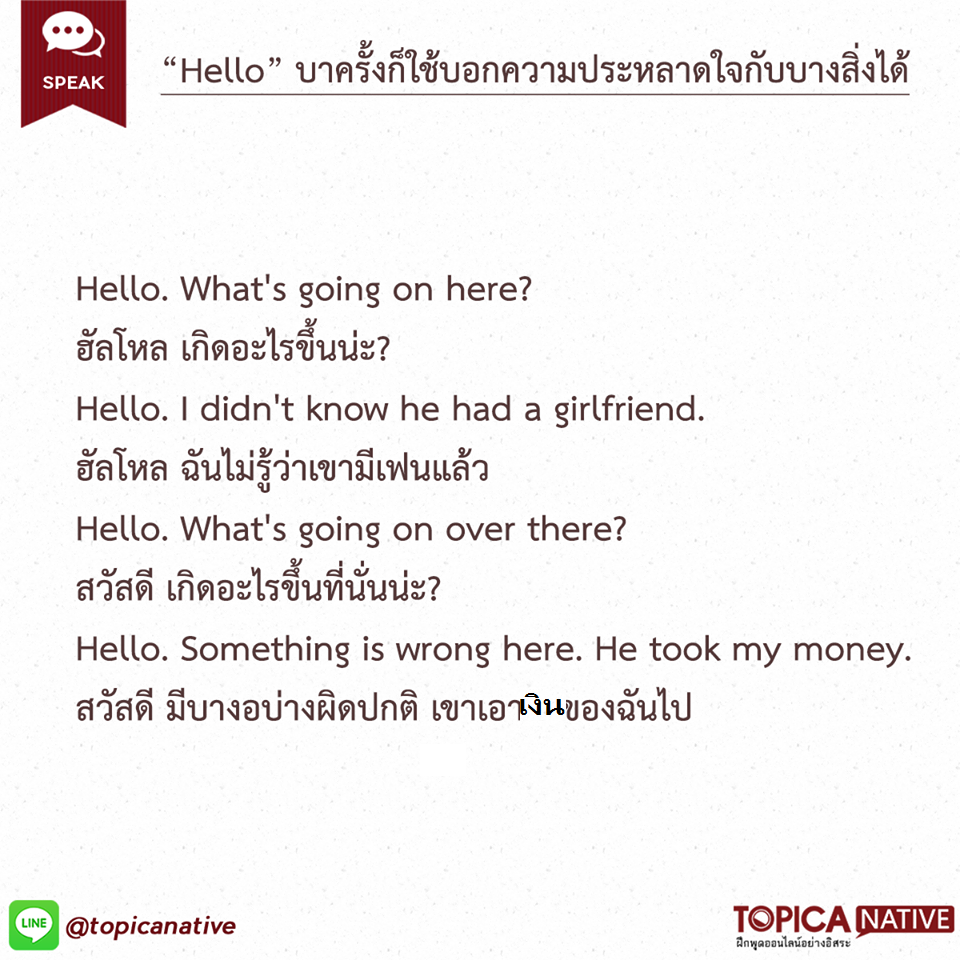 SPEAK
“Hello” บาครั้งก็ใช้บอกความประหลาดใจกับบางสิ่งได้
Hello. What's going on here?
ฮัลโหล เกิดอะไรขึ้นน่ะ?
Hello. I didn't know he had a girlfriend.
ฮัลโหล ฉันไม่รู้ว่าเขามีเฟนแล้ว
Hello. What's going on over there?
สวัสดี เกิดอะไรขึ้นที่นั่นน่ะ?
Hello. Something is wrong here. He took my money.
สวัสดี มีบางอบ่างผิดปกติ เขาเอาเงินของฉันไป
LINE @topicanative
TOPICA NATIVE
ฝึกพูดออนไลน์อย่างอิสระ